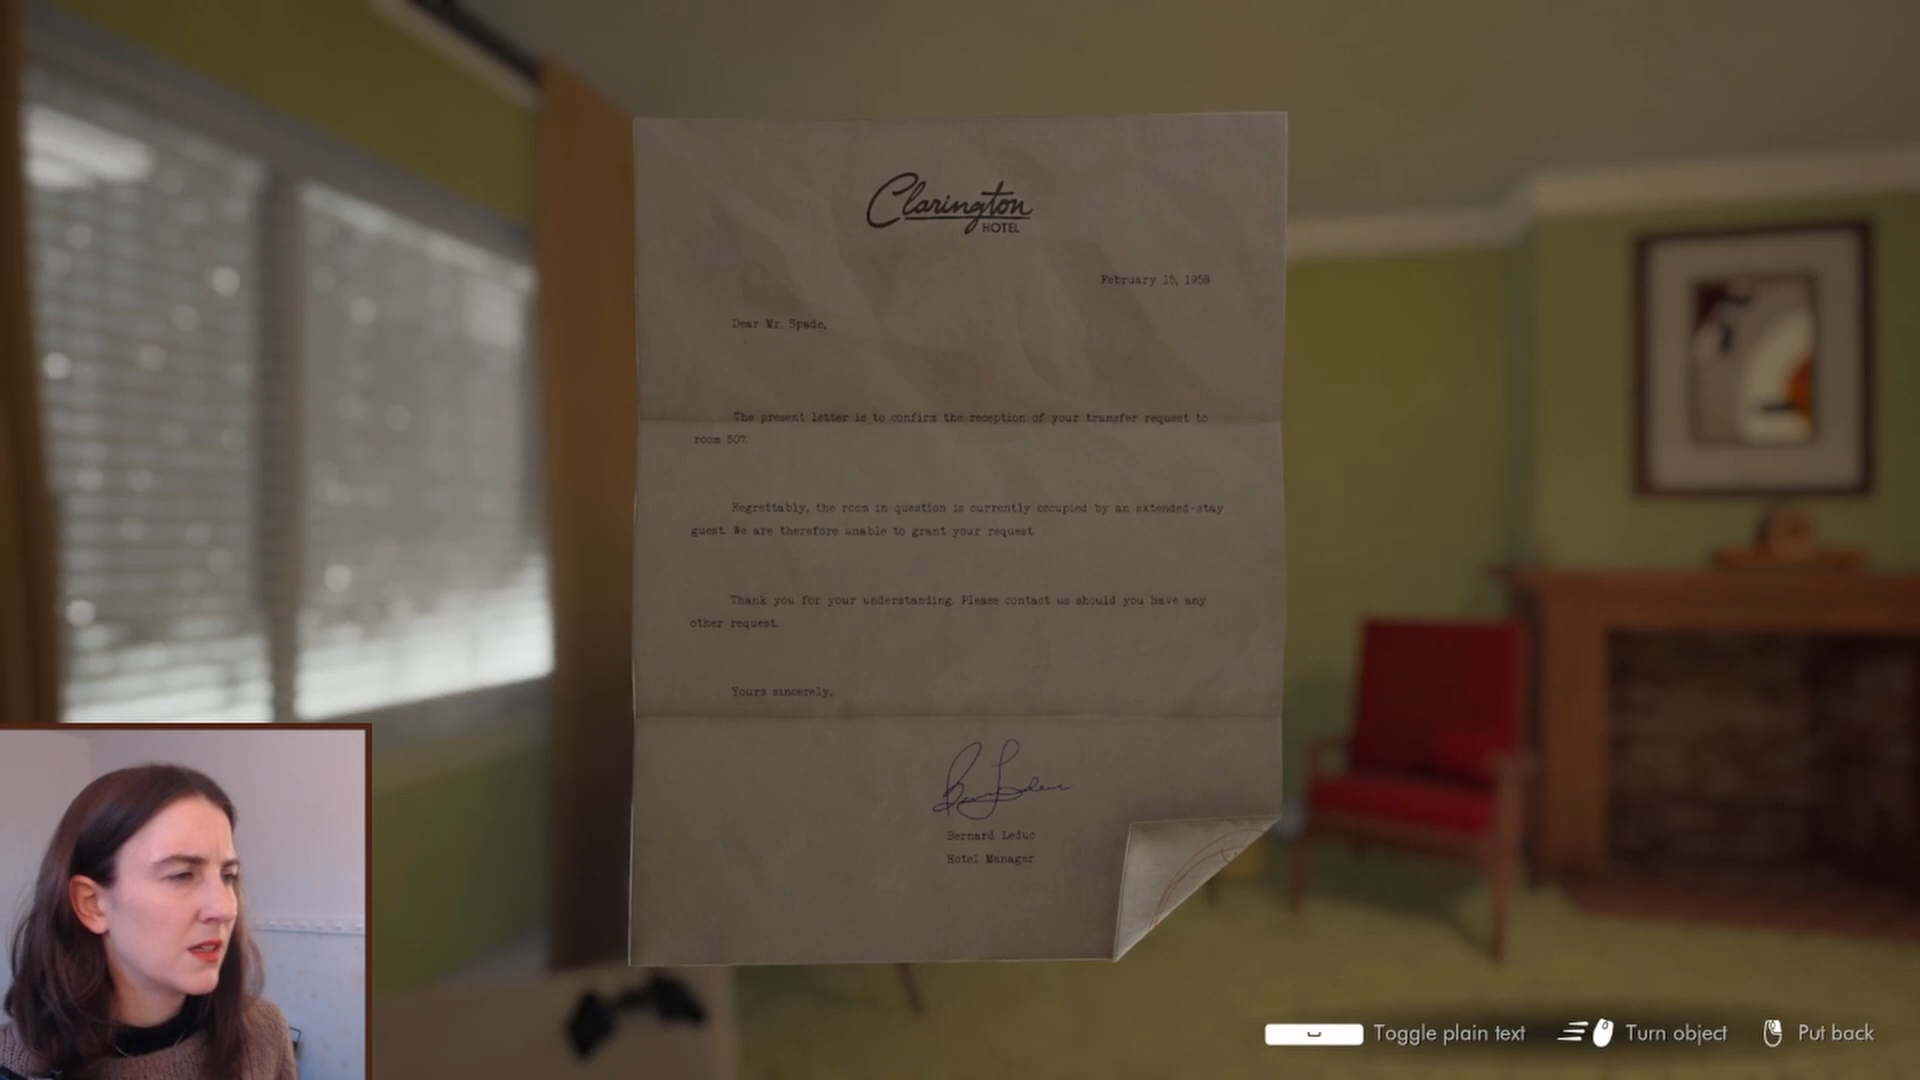 Clarington
HOTEL
February 15, 1958
Dear Mr. Spade,
The present letter is to confirm the reception of your transfer request to
room 507.
Regrettably, the room in question is currently occupied by an extended-stay
guest. We are therefore unable to grant your request.
Thank you for your understanding. Please contact us should you have any
other request.
Yours sincerely,
Bernard Leduc
Hotel Manager
Toggle plain text
Turn object
Put back